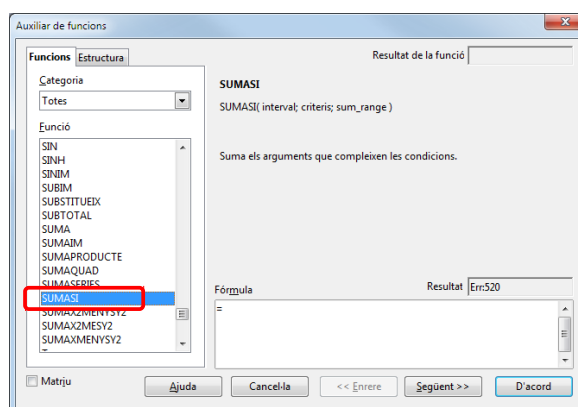 Auxiliar de funcions
Funcions Estructura
Resultat de la funció
Categoria
Totes
Funció
SIN
SINH
SINIM
SUBIM
SUBSTITUEIX
SUBTOTAL
SUMA
SUMAIM
SUMAPRODUCTE
SUMAQUAD
SUMASERIES
SUMASI
SUMAX2MENYSY2
SUMAX2MESY2
SUMAXMENYSY2
SUMASI
SUMASI( interval; criteris; sum_range )
Suma els arguments que compleixen les condicions.
Fórmula
Resultat Err:520
=
Matriu
Ajuda
Cancel·la
<< Enrere
Següent >>
D'acord